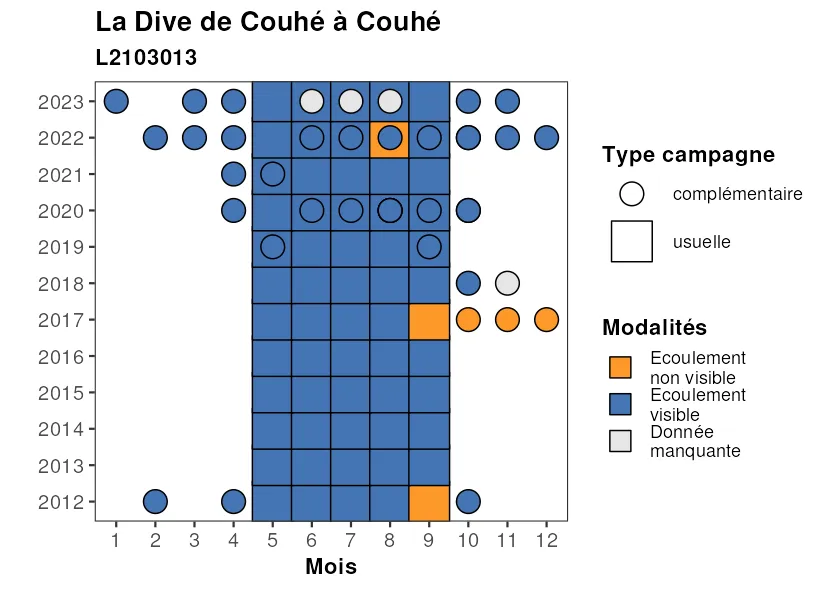 La Dive de Couhé à Couhé
L2103013
2023
2022
2021
2020
2019
2018
2017
2016
2015
2014
2013
2012
1 2 3 4 5 6 7 8 9 10 11 12
Mois
Type campagne
complémentaire
usuelle
Modalités
Ecoulement
non visible
Ecoulement
visible
Donnée
manquante